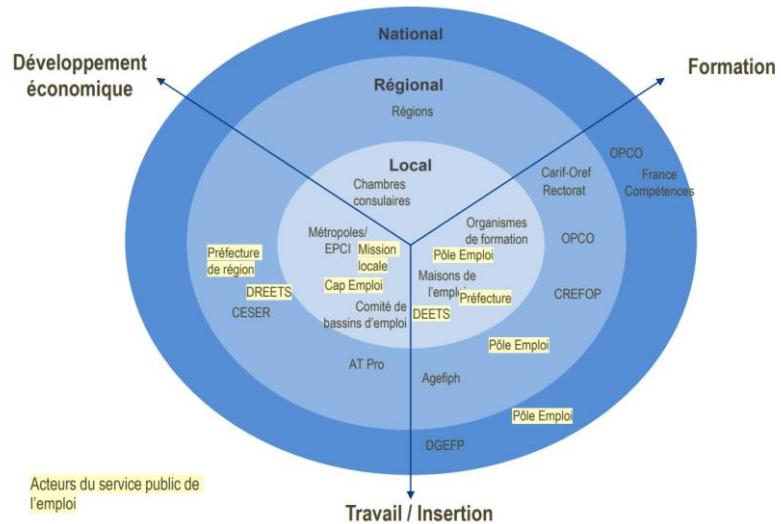 National
Développement
économique
Formation
Régional
Régions
OPCO
Local
Carif-Oref
France
Rectorat
Compétences
Chambres
consulaires
Organismes
de formation
Métropoles/
EPCI
Mission
locale
OPCO
Préfecture
de région
Pôle Emploi
Maisons de
l'emploi
Cap Emploi
DREETS
Préfecture
CREFOP
CESER
Comité de
bassins d'emploi
DEETS
Pôle Emploi
AT Pro
Agefiph
Pôle Emploi
DGEFP
Acteurs du service public de
l'emploi
Travail / Insertion